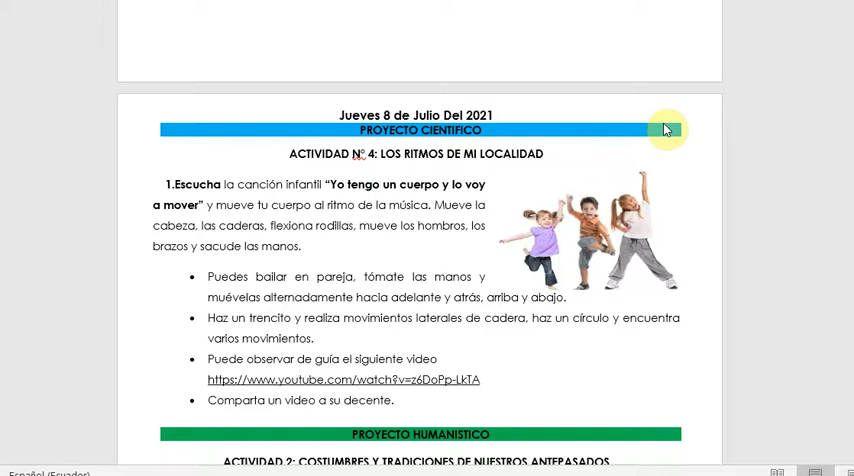 Jueves 8 de Julio Del 2021
PROYECTO CIENTIFICO
ACTIVIDAD Nº 4: LOS RITMOS DE MI LOCALIDAD
1.Escucha la canción infantil “Yo tengo un cuerpo y lo voy
a mover” y mueve tu cuerpo al ritmo de la música. Mueve la
cabeza, las caderas, flexiona rodillas, mueve los hombros, los
brazos y sacude las manos.
• Puedes bailar en pareja, tómate las manos y
muévelas alternadamente hacia adelante y atrás, arriba y abajo.
• Haz un trencito y realiza movimientos laterales de cadera, haz un círculo y encuentra
varios movimientos.
• Puede observar de guía el siguiente video
https://www.youtube.com/watch?v=z6DoPp-LkTA
• Comparta un video a su decente.
PROYECTO HUMANISTICO
ACTIVIDAD 2: COSTUMBRES Y TRADICIONES DE NUESTROS ANTEPASADOS
Español (Ecuador)